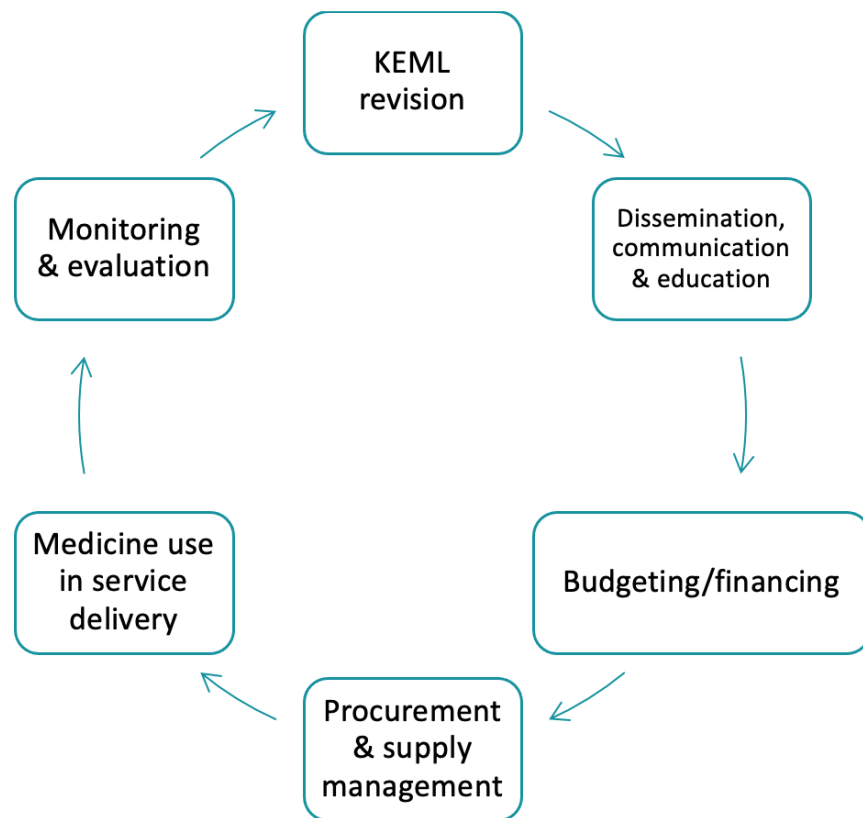 KEML
revision
Dissemination,
communication
& education
Budgeting/financing
Procurement
& supply
management
Medicine use
in service
delivery
Monitoring
& evaluation